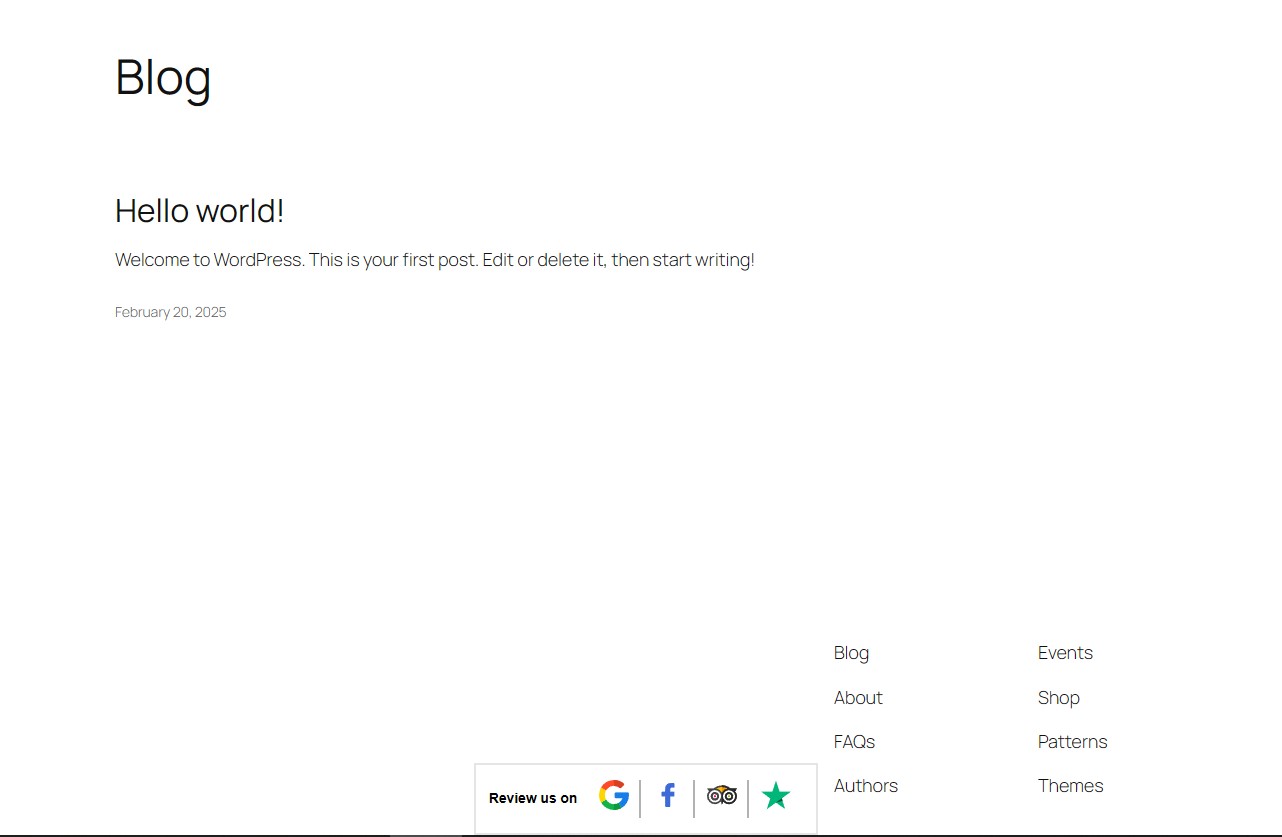 Blog
Hello world!
Welcome to WordPress. This is your first post. Edit or delete it, then start writing!
February 20, 2025
Blog
About
FAQs
Authors
Events
Shop
Patterns
Themes
Review us on